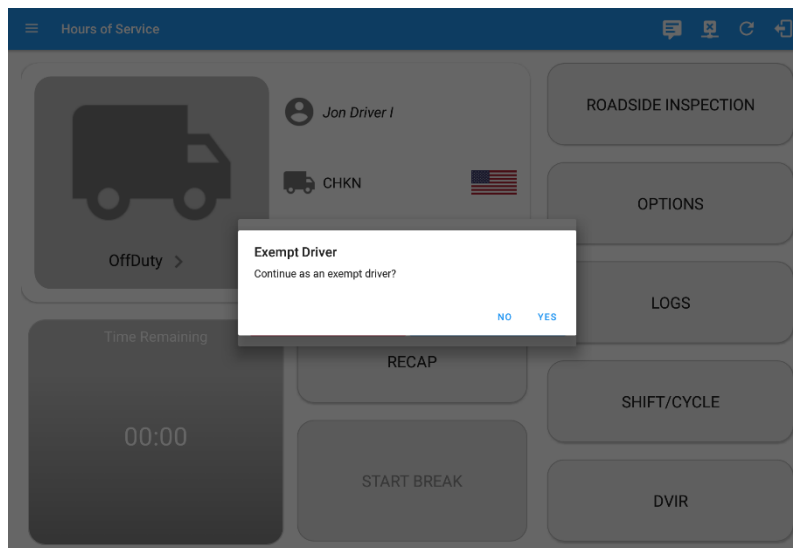 Hours of Service
Jon Driver I
CHKN
OffDuty >
ROADSIDE INSPECTION
OPTIONS
Exempt Driver
Continue as an exempt driver?
NO YES
LOGS
Time Remaining
00:00
RECAP
START BREAK
SHIFT/CYCLE
DVIR